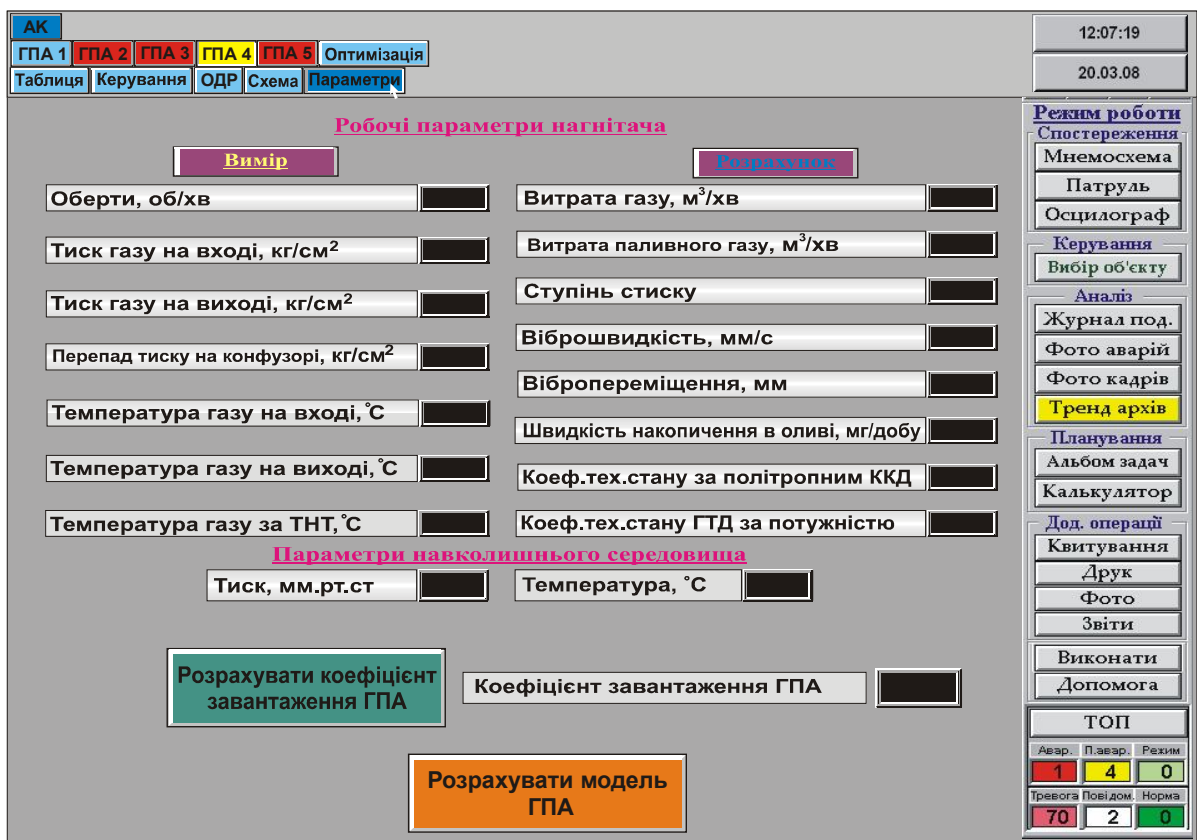 АК
ГПА 1 ГПА 2 ГПА 3 ГПА 4 ГПА 5 Оптимізація
Таблиця Керування ОДР Схема Параметри
12:07:19
20.03.08
Робочі параметри нагнітача
Вимір
Розрахунок
Оберти, об/хв
Тиск газу на вході, кг/см²
Тиск газу на виході, кг/см²
Перепад тиску на конфузорі, кг/см²
Температура газу на вході,°С
Температура газу на виході,°С
Температура газу за ТНТ,°С
Витрата газу, м³/хв
Витрата паливного газу, м³/хв
Ступінь стиску
Віброшвидкість, мм/с
Вібропереміщення, мм
Швидкість накопичення в оливі, мг/добу
Коеф.тех.стану за політропним ККД
Коеф.тех.стану ГТД за потужністю
Параметри навколишнього середовища
Тиск, мм.рт.ст
Температура, °С
Розрахувати коефіцієнт
завантаження ГПА
Коефіцієнт завантаження ГПА
Розрахувати модель
ГПА
Режим роботи
Спостереження
Мнемосхема
Патруль
Осцилограф
Керування
Вибір об'єкту
Аналіз
Журнал под.
Фото аварій
Фото кадрів
Тренд архів
Планування
Альбом задач
Калькулятор
Дод. операції
Квитування
Друк
Фото
Звіти
Виконати
Допомога
ТОП
Авар. П.авар. Режим
1 4 0
Тревога Повідом. Норма
70 2 0